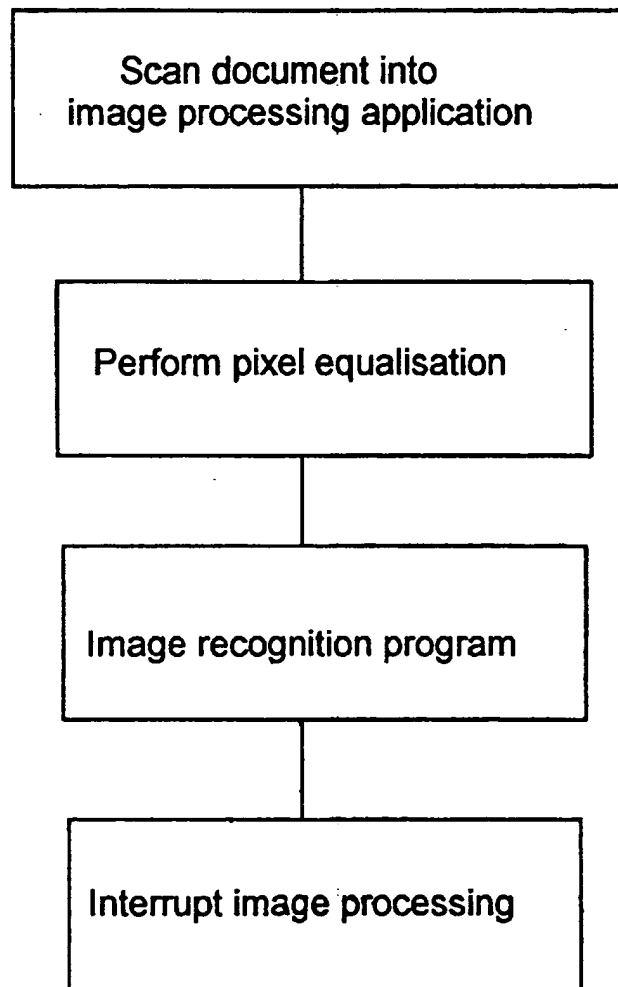 Scan document into
image processing application
Perform pixel equalisation
Image recognition program
Interrupt image processing